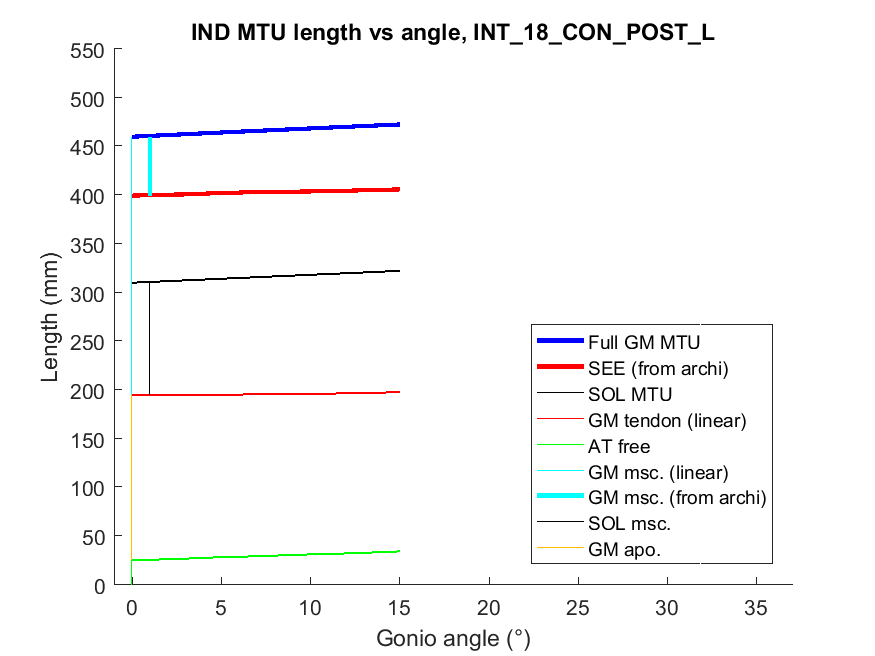 IND MTU length vs angle, INT_18_CON_POST_L
550
500
450
400
350
300
250
200
150
100
50
0
Length (mm)
Full GM MTU
SEE (from archi)
SOL MTU
GM tendon (linear)
AT free
GM msc. (linear)
GM msc. (from archi)
SOL msc.
GM apo.
0 5 10 15 20 25 30 35
Gonio angle (°)